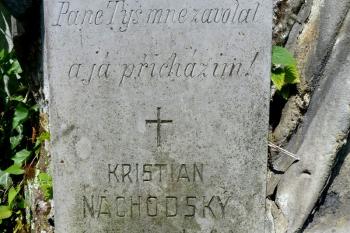 Pane Tys mne zavolal
a já přicházím!
KRISTIAN
NÁCHODSKÝ